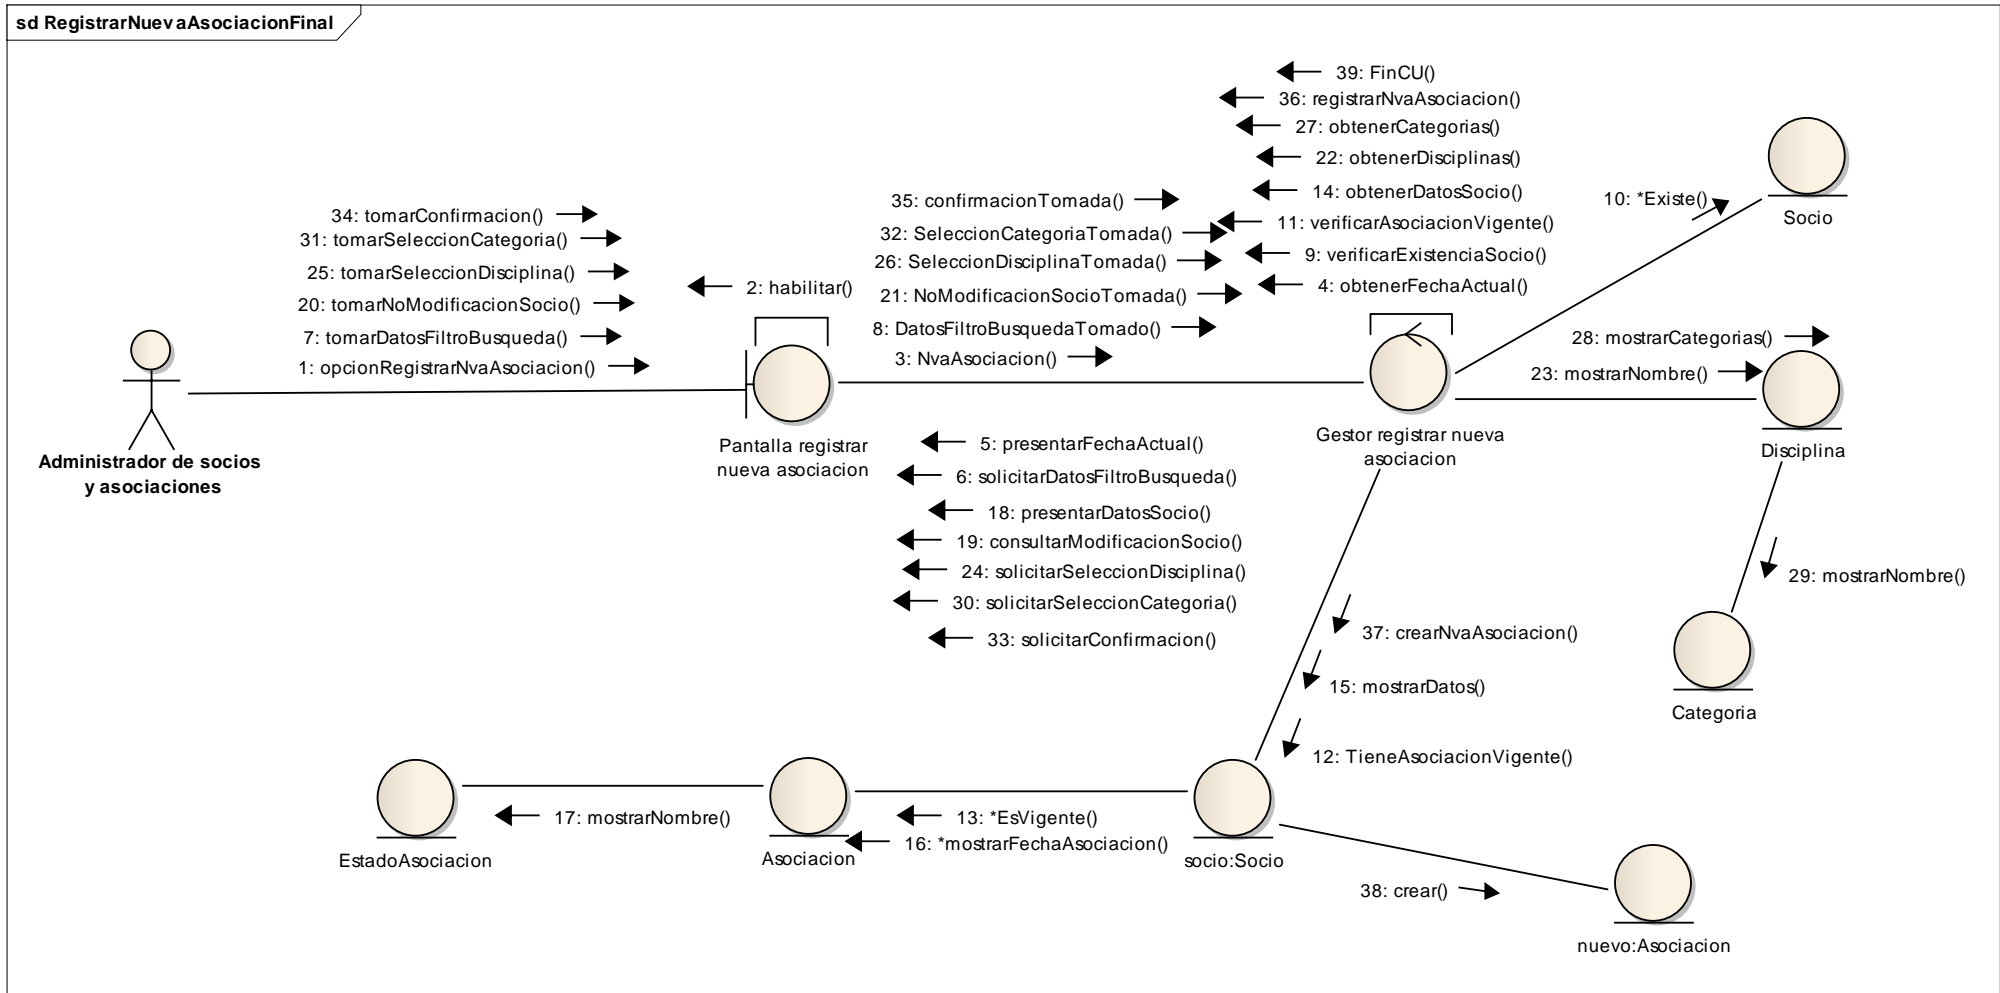 sd RegistrarNuevaAsociacionFinal
39: FinCU()
36: registrarNvaAsociacion()
27: obtenerCategorias()
22: obtenerDisciplinas()
14: obtenerDatosSocio()
11: verificarAsociacionVigente()
9: verificarExistenciaSocio()
4: obtenerFechaActual()
10: *Existe()
Socio
34: tomarConfirmacion()
31: tomarSeleccionCategoria()
25: tomarSeleccionDisciplina()
20: tomarNoModificacionSocio()
7: tomarDatosFiltroBusqueda()
1: opcionRegistrarNvaAsociacion()
2: habilitar()
35: confirmacionTomada()
32: SeleccionCategoriaTomada()
26: SeleccionDisciplinaTomada()
21: NoModificacionSocioTomada()
8: DatosFiltroBusquedaTomado()
3: NvaAsociacion()
28: mostrarCategorias()
23: mostrarNombre()
Administrador de socios
y asociaciones
Pantalla registrar
nueva asociacion
Gestor registrar nueva
asociacion
Disciplina
5: presentarFechaActual()
6: solicitarDatosFiltroBusqueda()
18: presentarDatosSocio()
19: consultarModificacionSocio()
24: solicitarSeleccionDisciplina()
30: solicitarSeleccionCategoria()
33: solicitarConfirmacion()
29: mostrarNombre()
37: crearNvaAsociacion()
15: mostrarDatos()
12: TieneAsociacionVigente()
Categoria
17: mostrarNombre()
13: *EsVigente()
16: *mostrarFechaAsociacion()
EstadoAsociacion
Asociacion
socio:Socio
38: crear()
nuevo:Asociacion